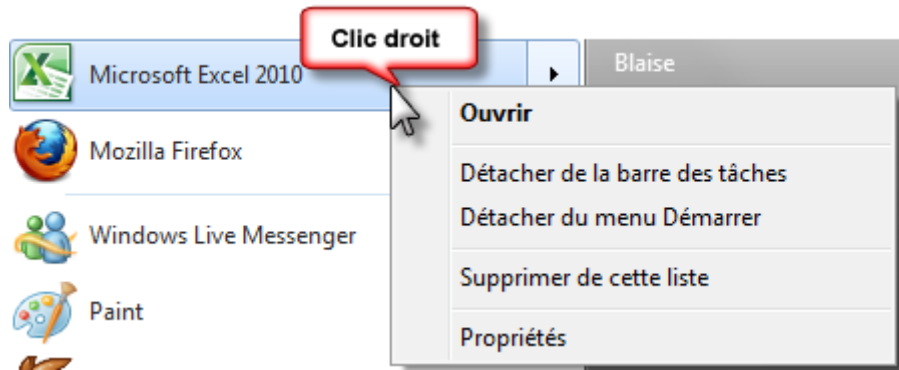 Clic droit
Microsoft Excel 2010
Blaise
Ouvrir
Mozilla Firefox
Détacher de la barre des tâches
Détacher du menu Démarrer
Windows Live Messenger
Supprimer de cette liste
Paint
Propriétés